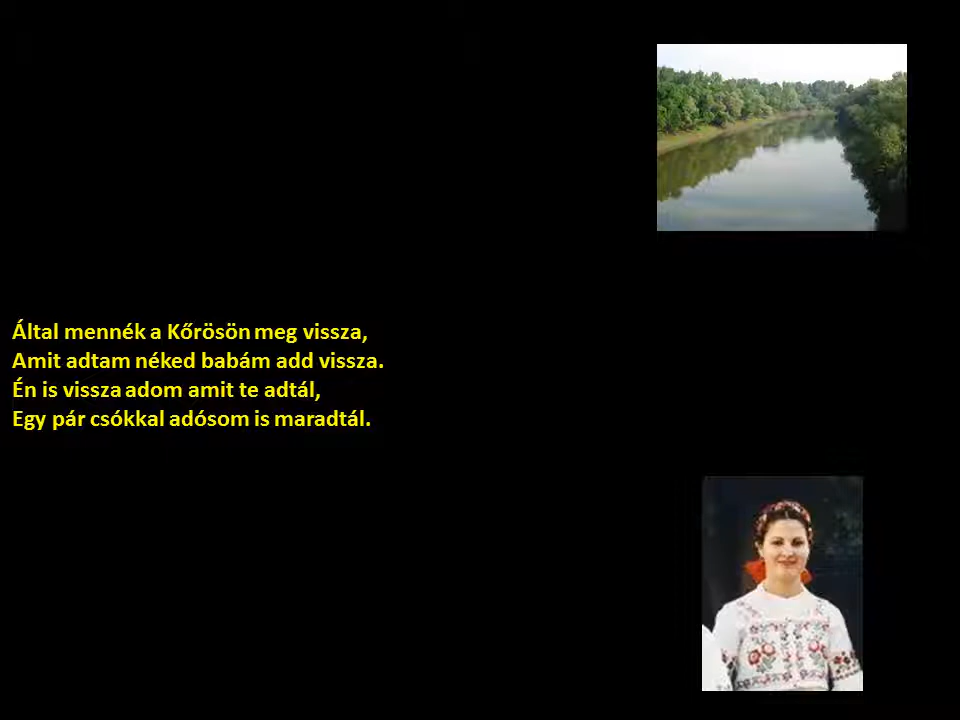 Által mennék a Kőrösön meg vissza,
Amit adtam néked babám add vissza.
Én is vissza adom amit te adtál,
Egy pár csókkal adósom is maradtál.